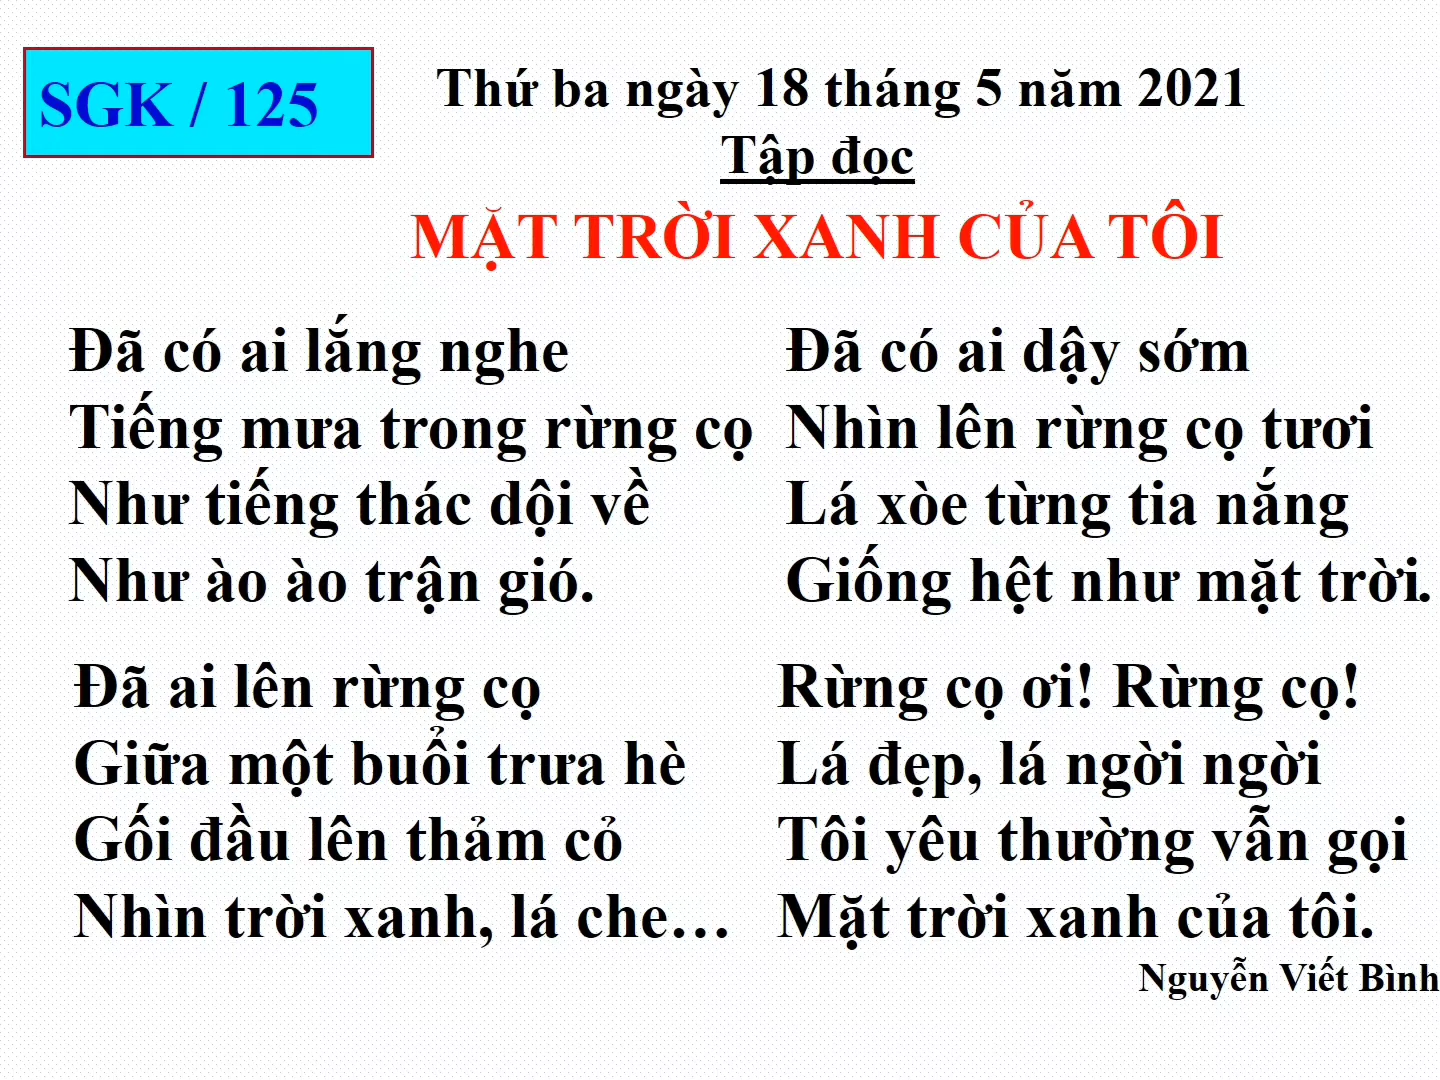 SGK / 125
Thứ ba ngày 18 tháng 5 năm 2021
Tập đọc
MẶT TRỜI XANH CỦA TÔI
Đã có ai lắng nghe
Tiếng mưa trong rừng cọ
Như tiếng thác dội về
Như ào ào trận gió.
Đã ai lên rừng cọ
Giữa một buổi trưa hè
Gối đầu lên thảm cỏ
Nhìn trời xanh, lá che…
Đã có ai dậy sớm
Nhìn lên rừng cọ tươi
Lá xòe từng tia nắng
Giống hệt như mặt trời.
Rừng cọ ơi! Rừng cọ!
Lá đẹp, lá ngời ngời
Tôi yêu thường vẫn gọi
Mặt trời xanh của tôi.
Nguyễn Viết Bình